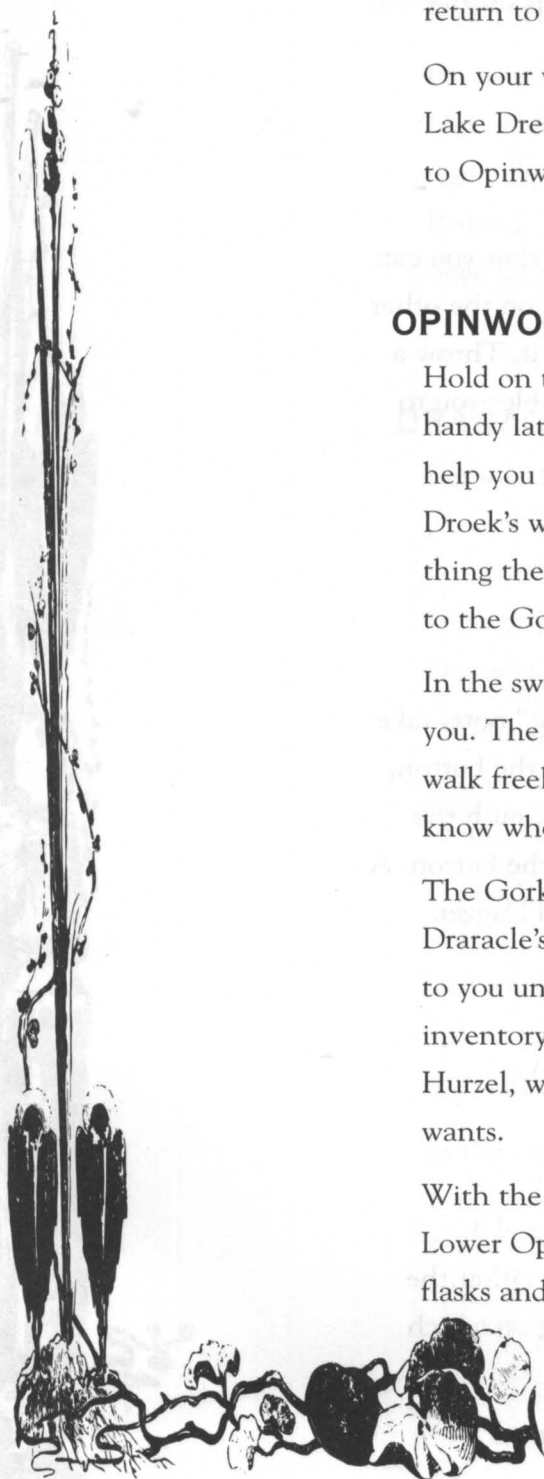 return to
On your
Lake Dre
to Opinw
OPINWO
Hold on t
handy lat
help you
Droek's w
thing the
to the Go
In the sw
you. The
walk freel
know whe
The Gork
Draracle's
to you un
inventory
Hurzel, w
wants.
With the
Lower Op
flasks and